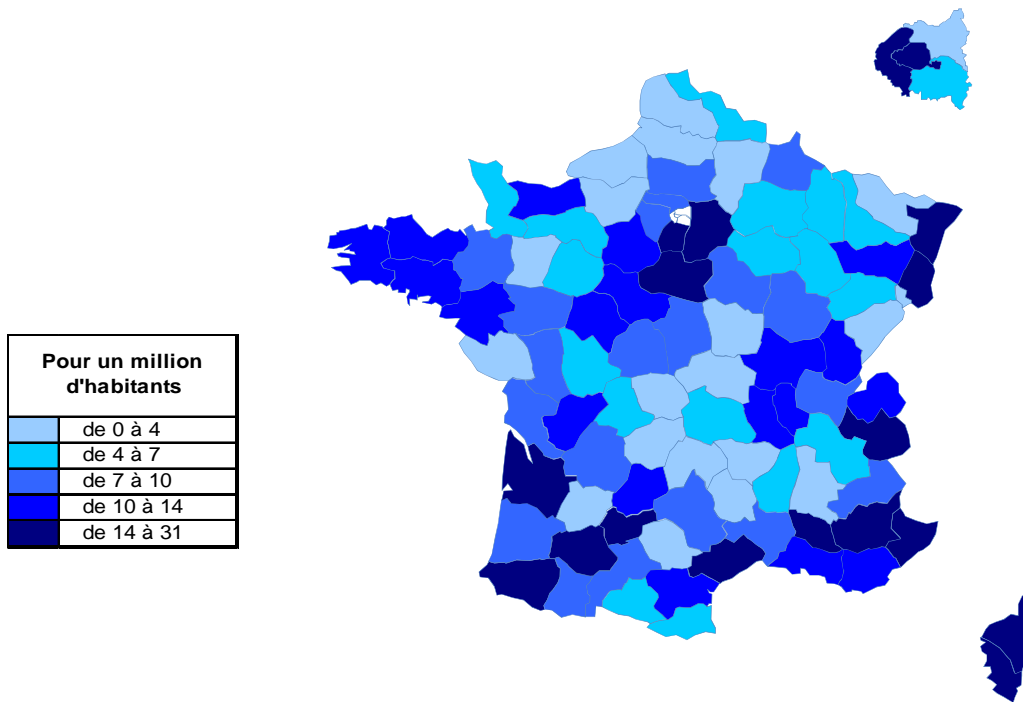 Pour un million
d'habitants
de 0 à 4
de 4 à 7
de 7 à 10
de 10 à 14
de 14 à 31